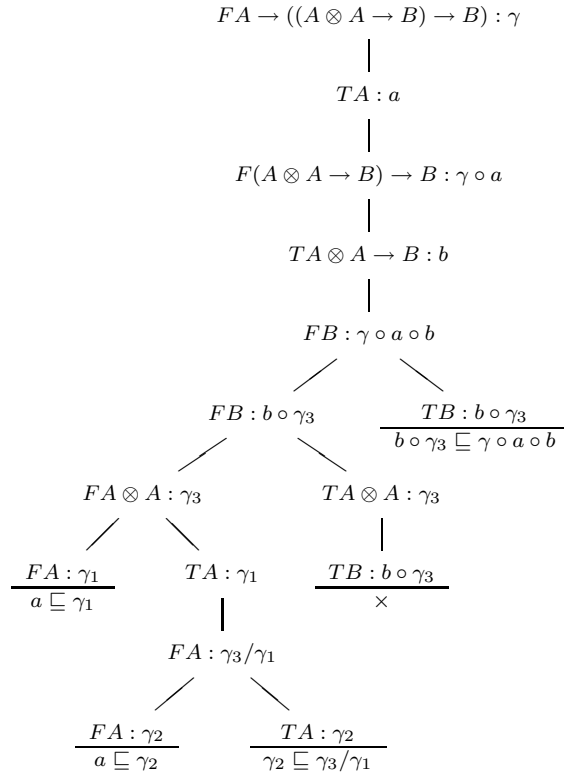 FA → ((A ⊗ A → B) → B) : γ
TA : a
F(A ⊗ A → B) → B : γ ∘ a
TA ⊗ A → B : b
FB : γ ∘ a ∘ b
FB : b ∘ γ₃
TB : b ∘ γ₃
b ∘ γ₃ ⊑ γ ∘ a ∘ b
FA ⊗ A : γ₃
TA ⊗ A : γ₃
FA : γ₁
a ⊑ γ₁
TA : γ₁
TB : b ∘ γ₃
×
FA : γ₃/γ₁
FA : γ₂
a ⊑ γ₂
TA : γ₂
γ₂ ⊑ γ₃/γ₁